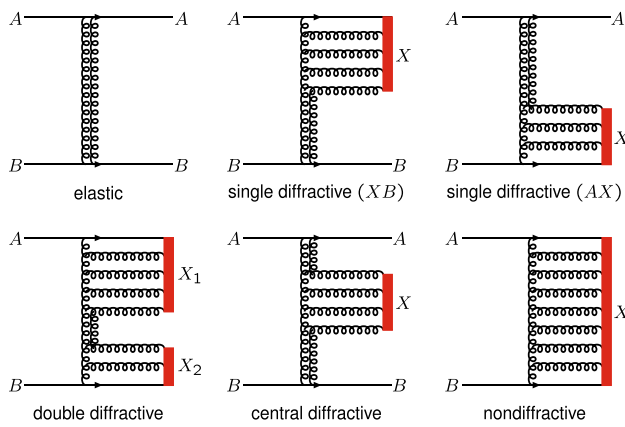 A A
B B
elastic
A
X
B B
single diffractive (XB)
A A
X
B
single diffractive (AX)
A
X1
X2
B
double diffractive
A A
X
B B
central diffractive
A
X
B
nondiffractive